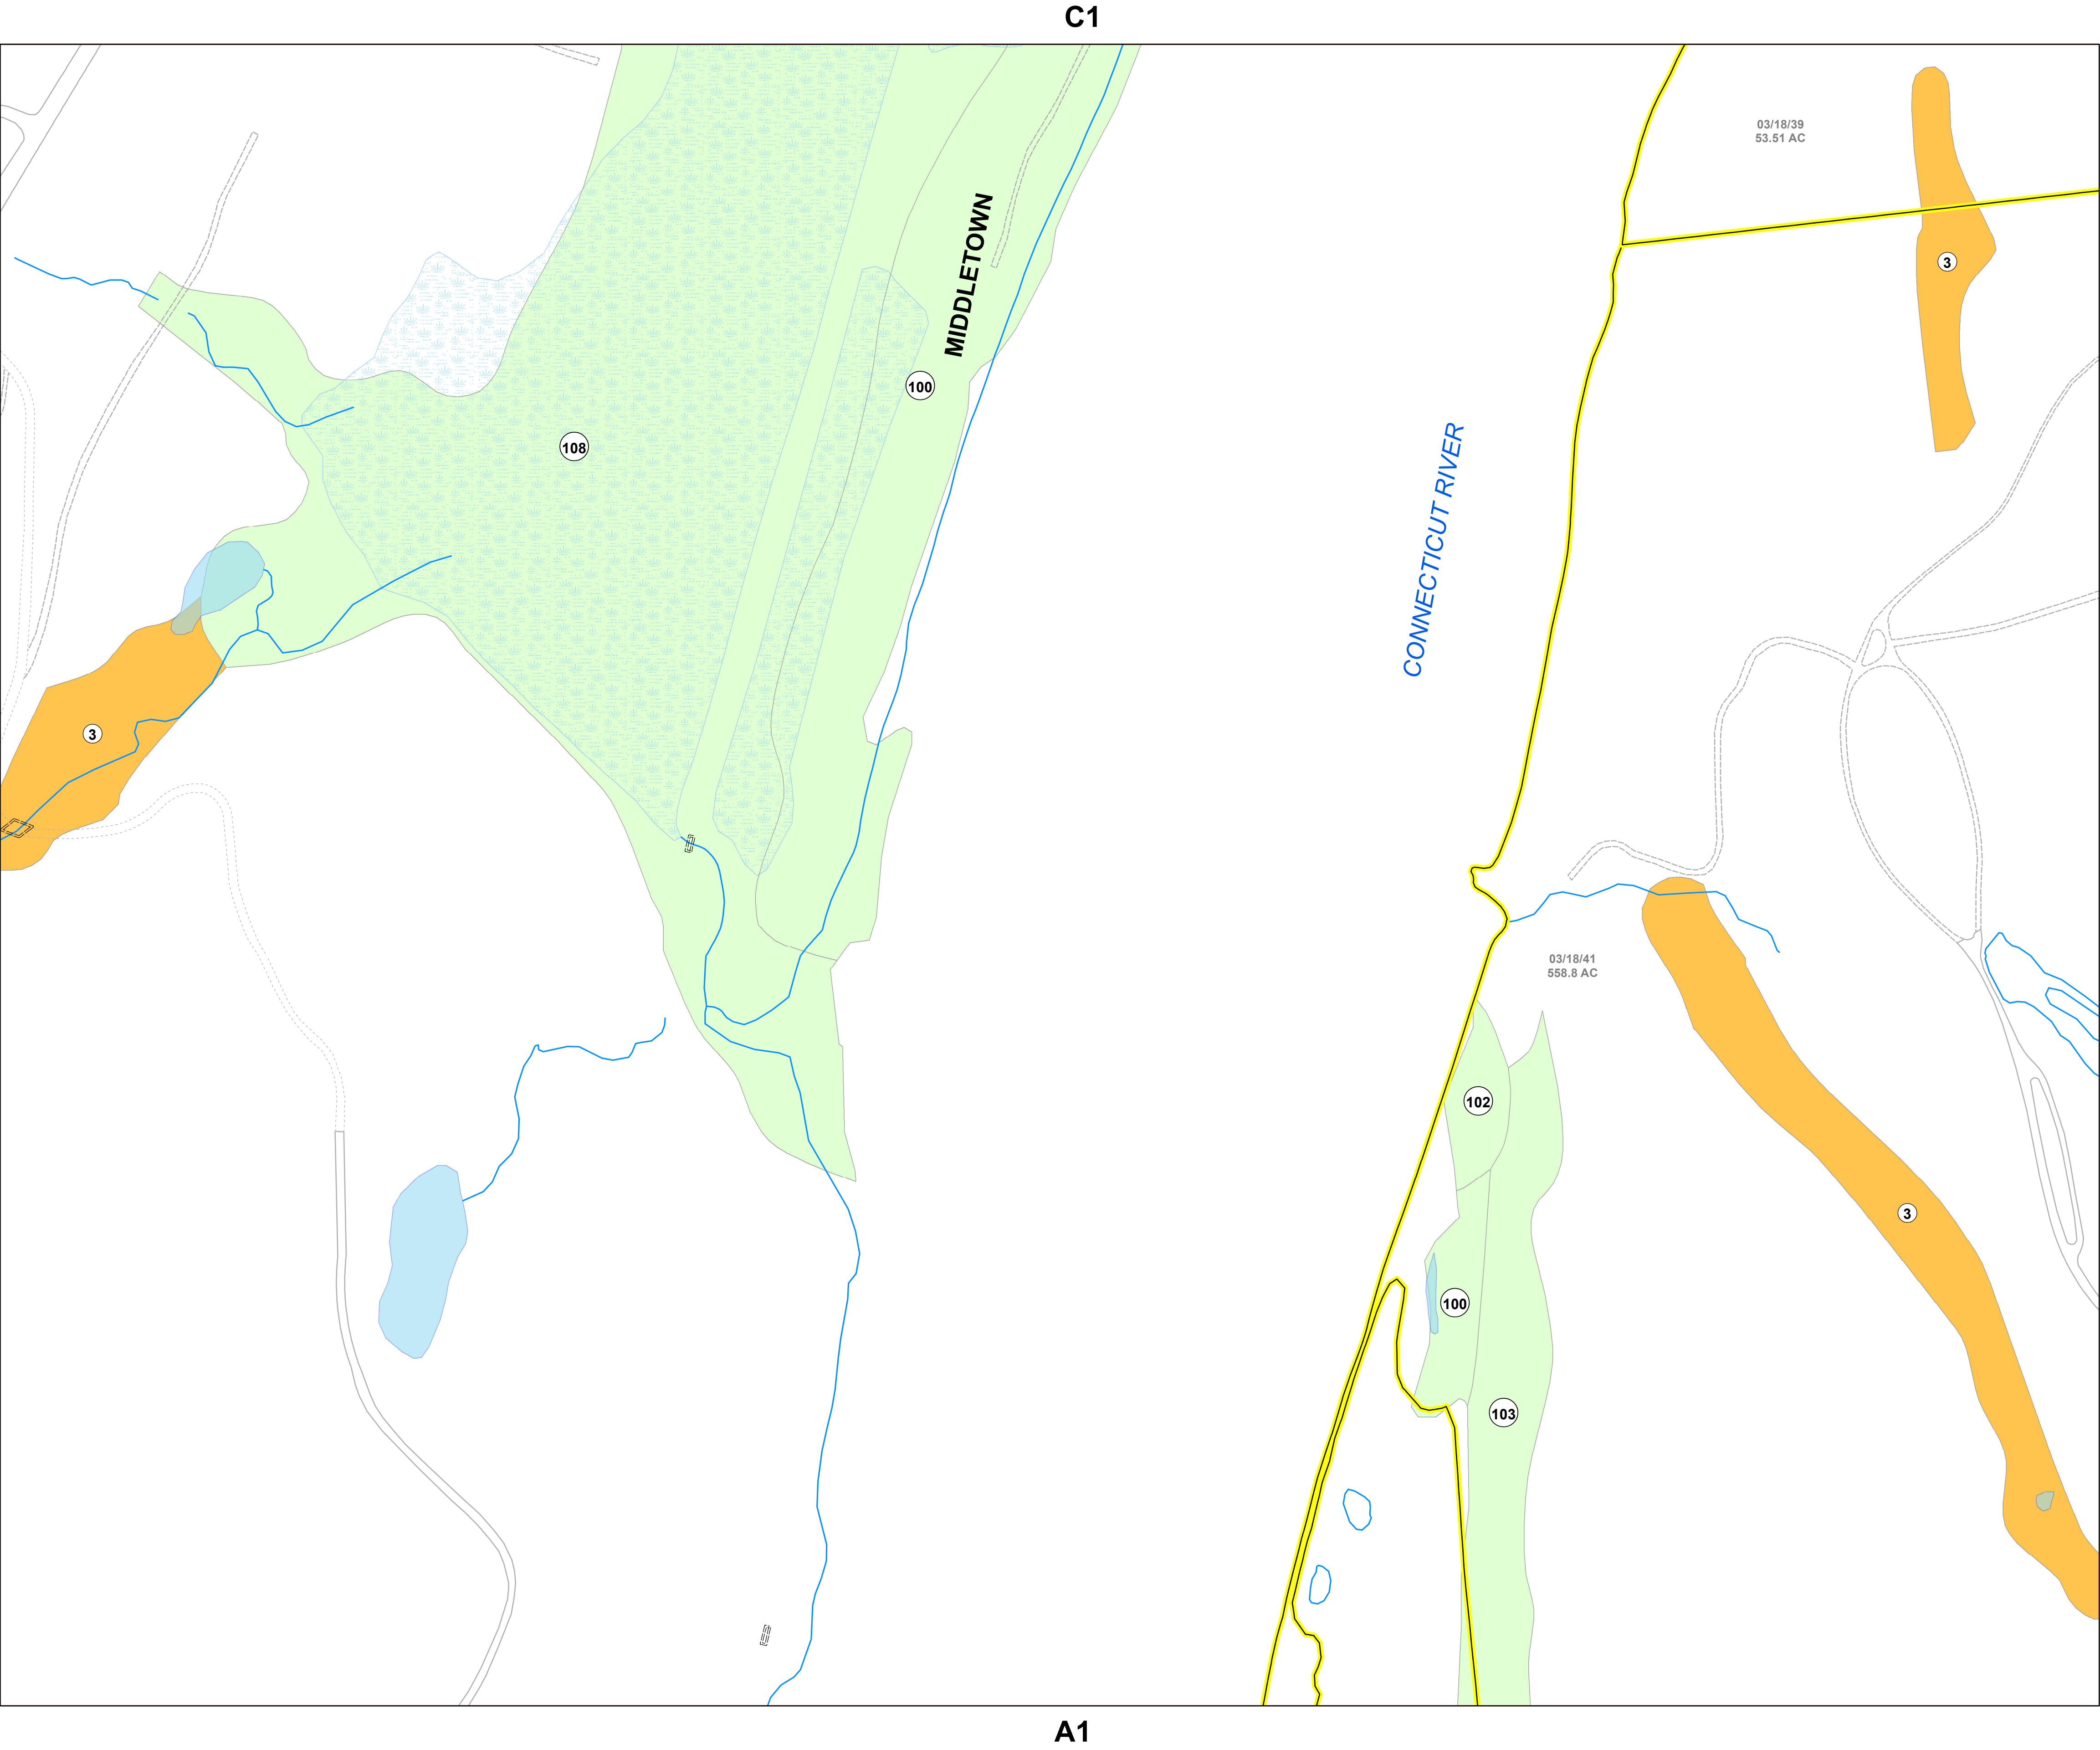 C1
03/18/39
53.51 AC
MIDDLETOWN
3
100
108
CONNECTICUT RIVER
3
03/18/41
558.8 AC
102
3
100
103
A1